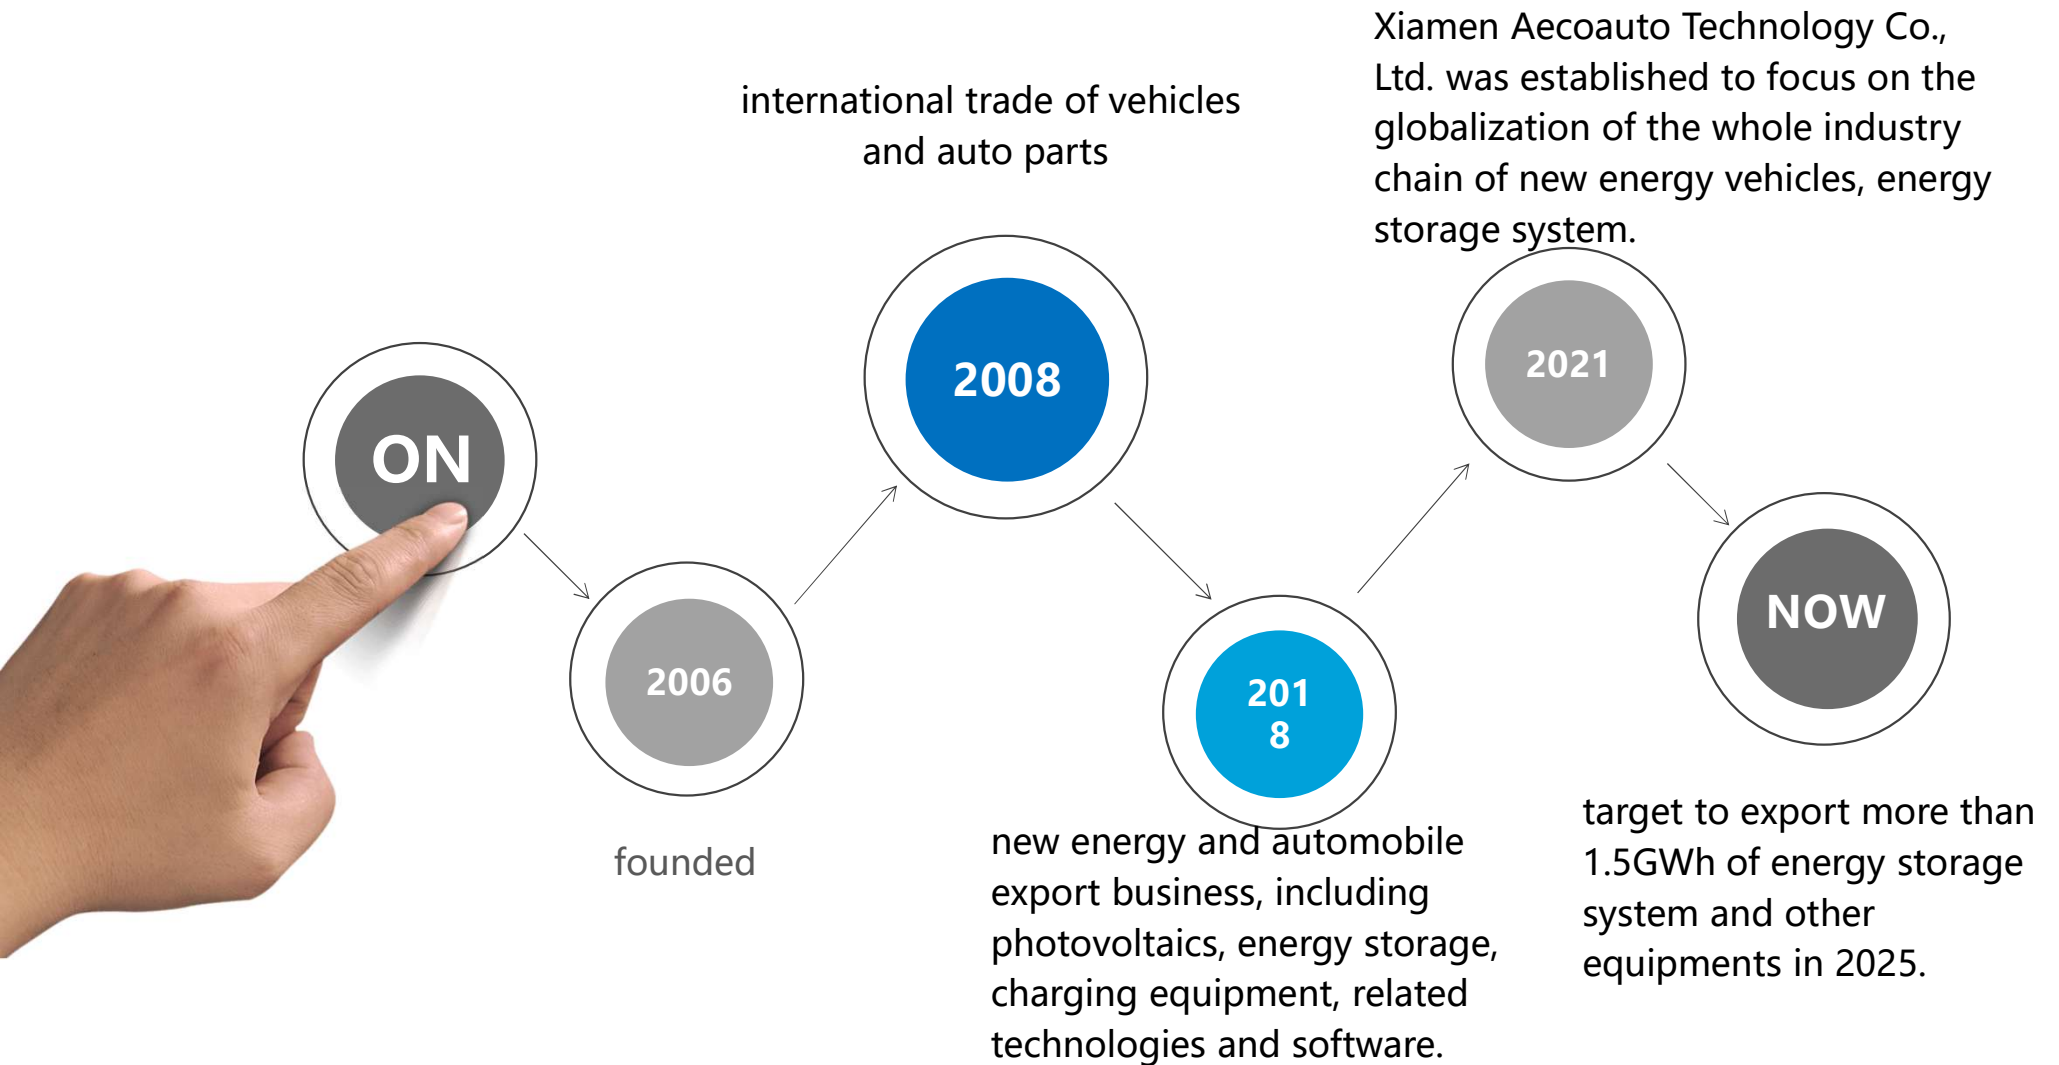 ON
2006
founded
international trade of vehicles
and auto parts
2008
201
8
new energy and automobile
export business, including
photovoltaics, energy storage,
charging equipment, related
technologies and software.
Xiamen Aecoauto Technology Co.,
Ltd. was established to focus on the
globalization of the whole industry
chain of new energy vehicles, energy
storage system.
2021
NOW
target to export more than
1.5GWh of energy storage
system and other
equipments in 2025.